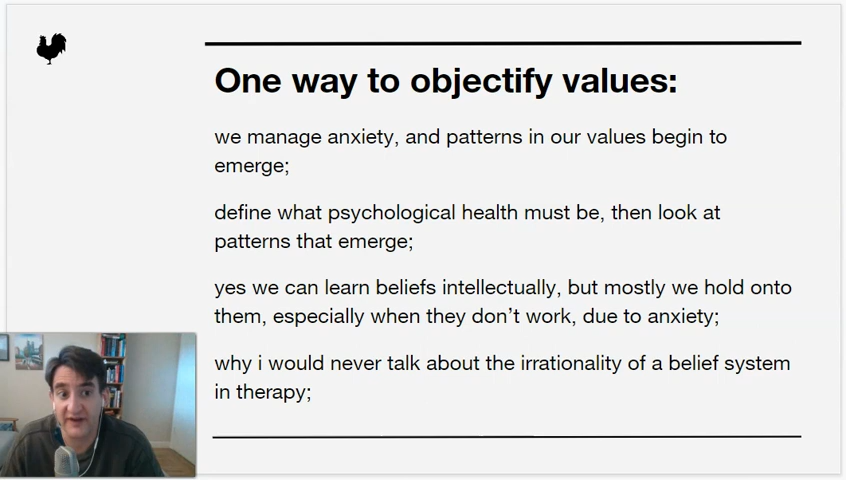 One way to objectify values:
we manage anxiety, and patterns in our values begin to
emerge;
define what psychological health must be, then look at
patterns that emerge;
yes we can learn beliefs intellectually, but mostly we hold onto
them, especially when they don’t work, due to anxiety;
why i would never talk about the irrationality of a belief system
in therapy;